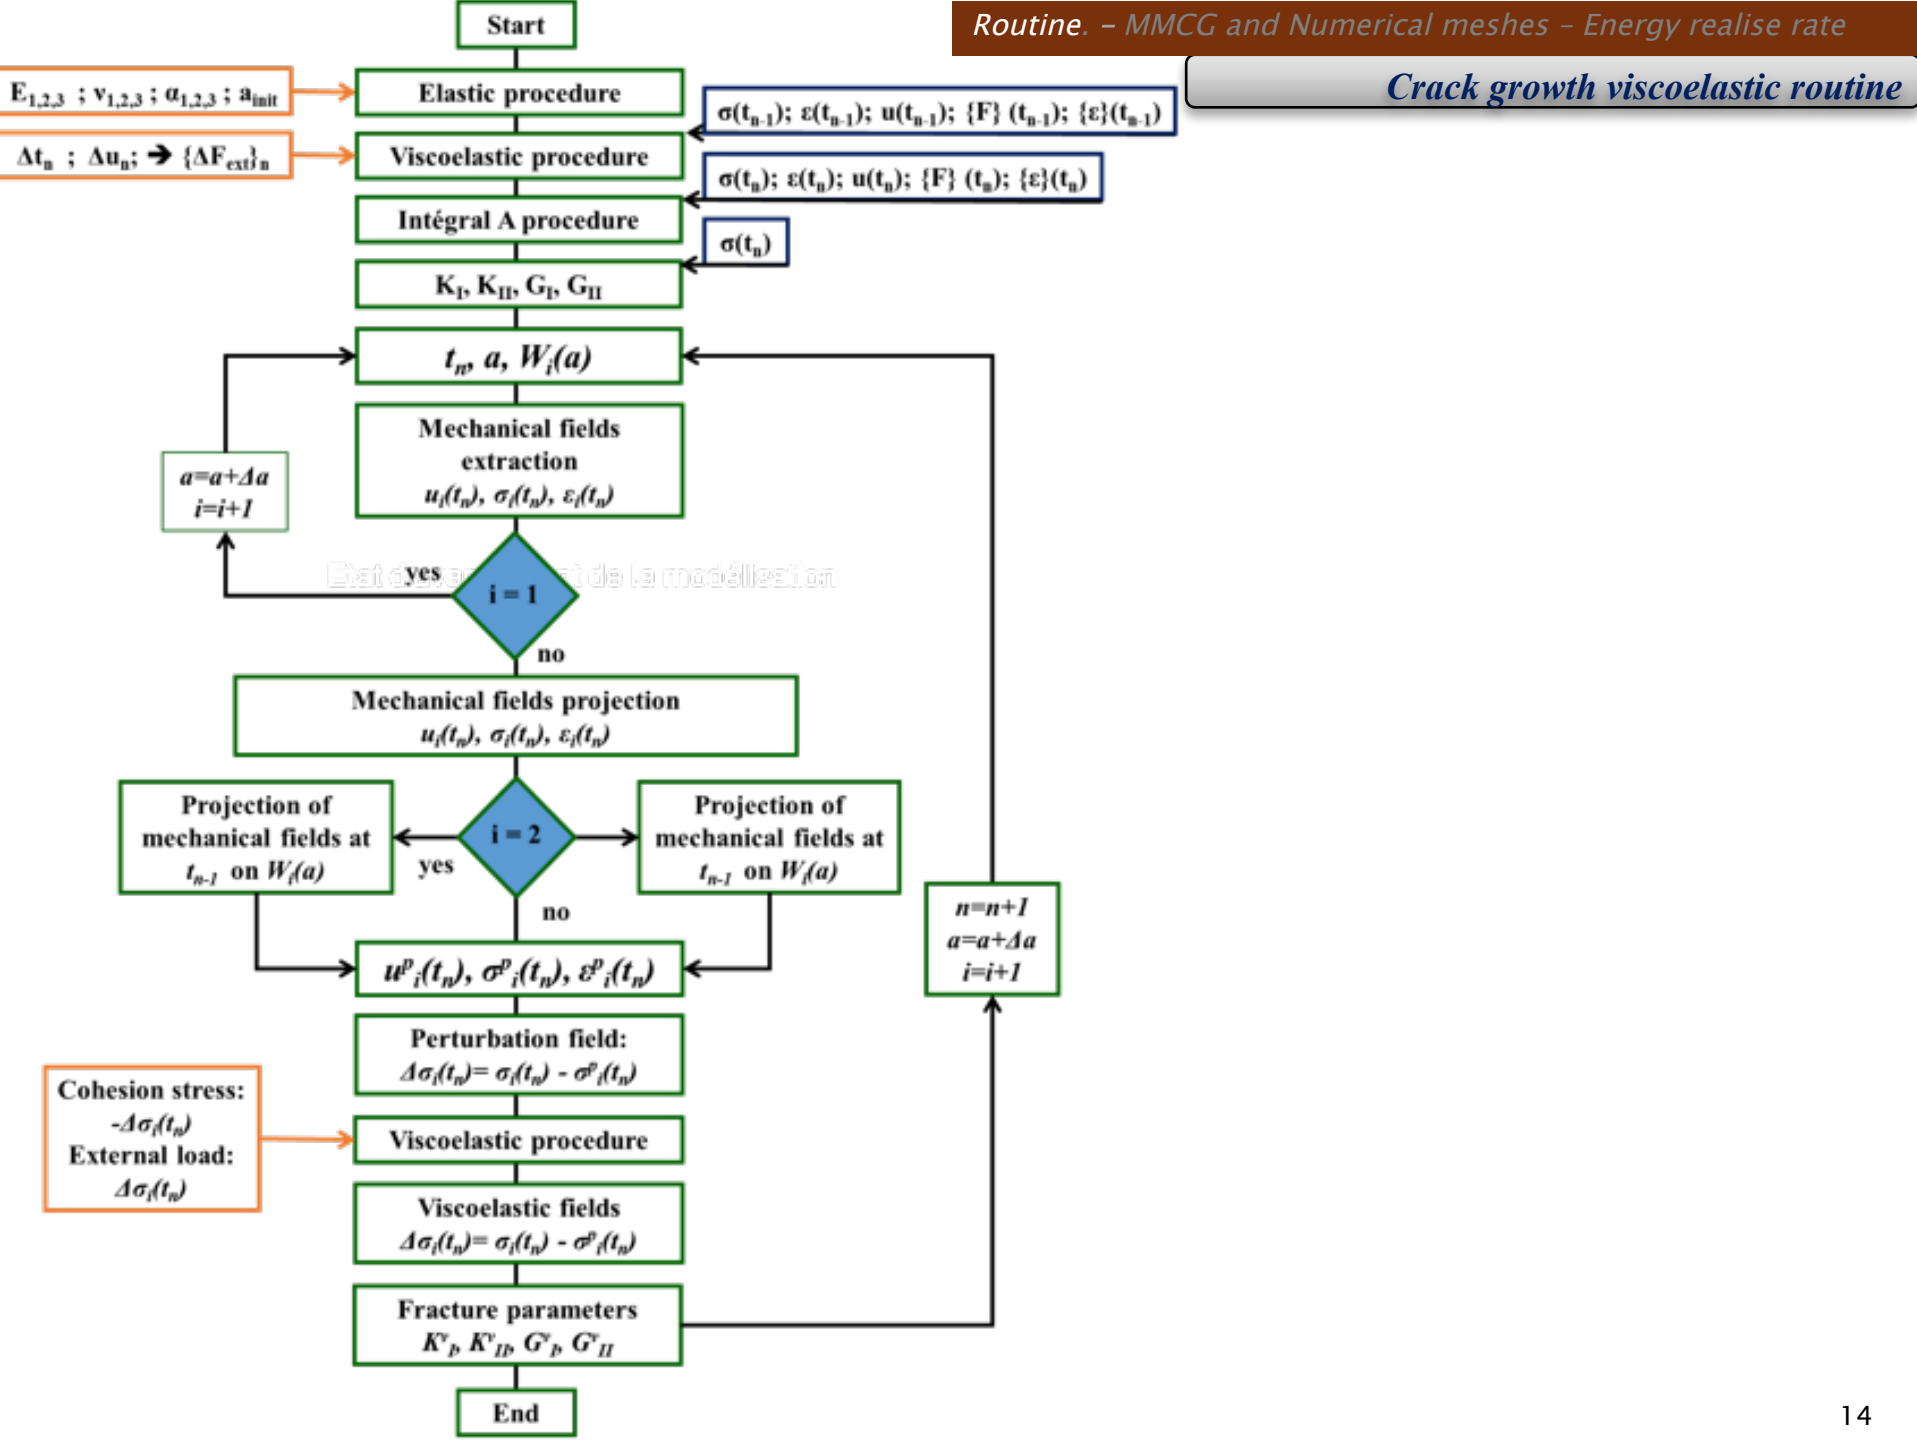 Routine. – MMCG and Numerical meshes – Energy realise rate
Crack growth viscoelastic routine
Start
E1,2,3 ; ν1,2,3 ; α1,2,3 ; ainit
Elastic procedure
σ(tn-1); ε(tn-1); u(tn-1); {F} (tn-1); {ε}(tn-1)
Δtn ; Δun; ➔ {ΔFext}n
Viscoelastic procedure
σ(tn); ε(tn); u(tn); {F} (tn); {ε}(tn)
Intégral A procedure
σ(tn)
KI, KII, GI, GII
tn, a, Wi(a)
Mechanical fields
extraction
ui(tn), σi(tn), εi(tn)
a=a+Δa
i=i+1
yes
i = 1
de la modélisation
no
Mechanical fields projection
ui(tn), σi(tn), εi(tn)
Projection of
mechanical fields at
tn-1 on Wi(a)
i = 2
yes
Projection of
mechanical fields at
tn-1 on Wi(a)
no
n=n+1
a=a+Δa
i=i+1
upi(tn), σpi(tn), εpi(tn)
Perturbation field:
Δσi(tn)= σi(tn) - σpi(tn)
Cohesion stress:
-Δσi(tn)
External load:
Δσi(tn)
Viscoelastic procedure
Viscoelastic fields
Δσi(tn)= σi(tn) - σpi(tn)
Fracture parameters
KvI, KvII, GvI, GvII
End
14